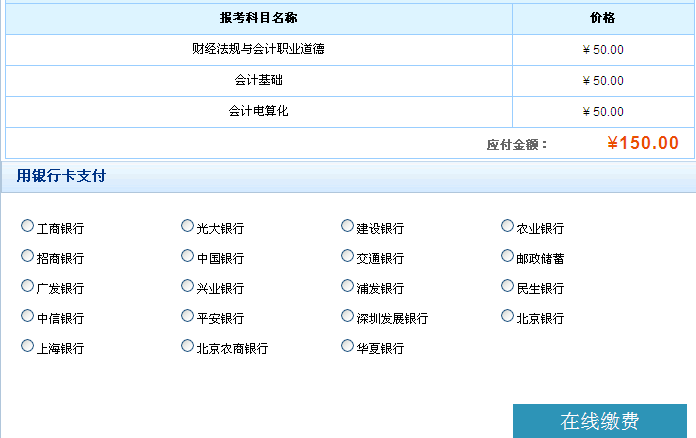 报考科目名称 价格
财经法规与会计职业道德 ¥ 50.00
会计基础 ¥ 50.00
会计电算化 ¥ 50.00
应付金额： ¥150.00
用银行卡支付
工商银行 光大银行 建设银行 农业银行
招商银行 中国银行 交通银行 邮政储蓄
广发银行 兴业银行 浦发银行 民生银行
中信银行 平安银行 深圳发展银行 北京银行
上海银行 北京农商银行 华夏银行
在线缴费